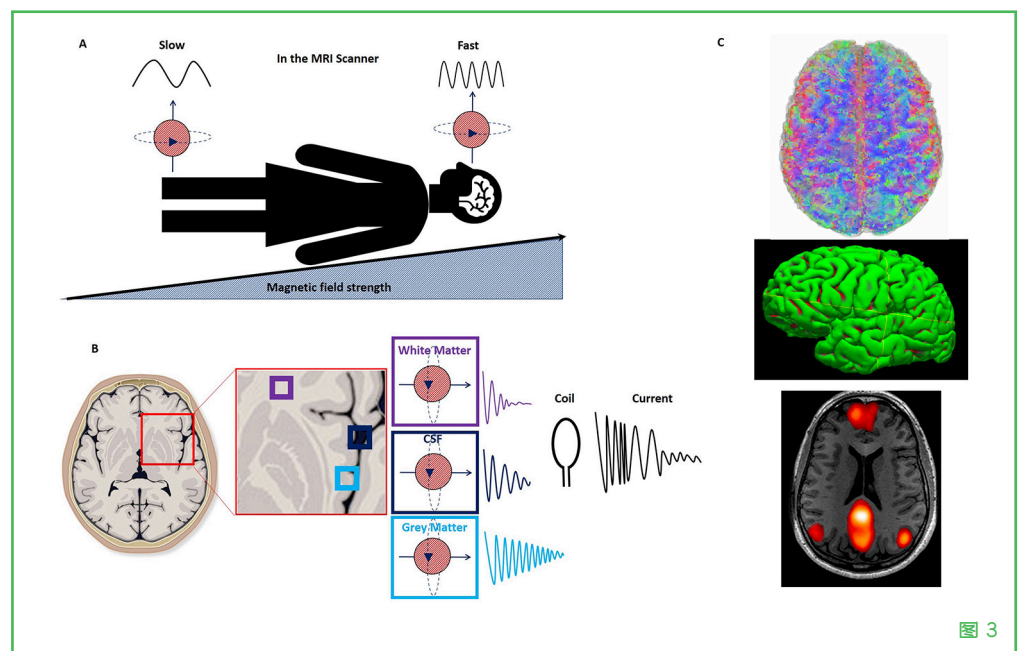 A
Slow
In the MRI Scanner
Fast
Magnetic field strength
B
White Matter
CSF
Grey Matter
Coil
Current
C
图 3